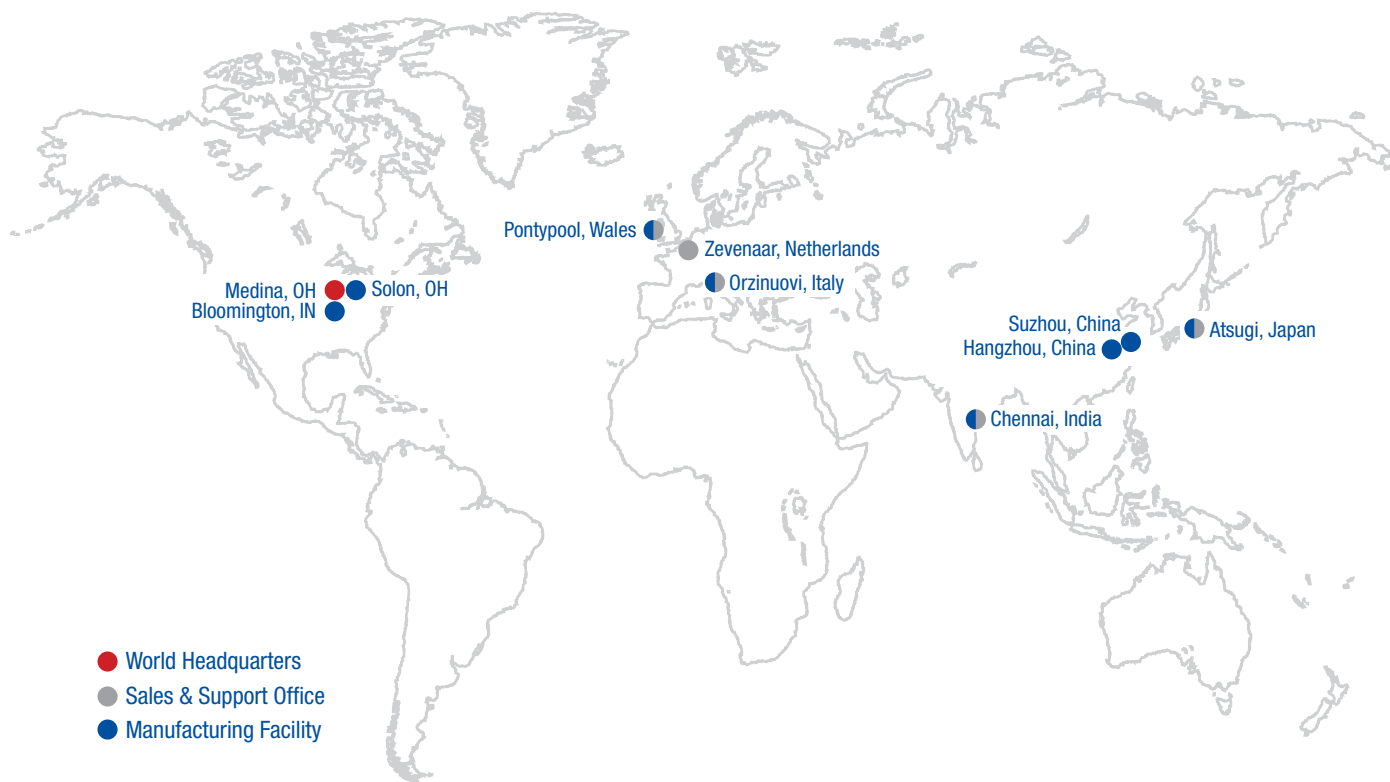 Pontypool, Wales
Zevenaar, Netherlands
Orzinuovi, Italy
Medina, OH
Solon, OH
Bloomington, IN
Suzhou, China
Hangzhou, China
Atsugi, Japan
Chennai, India
World Headquarters
Sales & Support Office
Manufacturing Facility